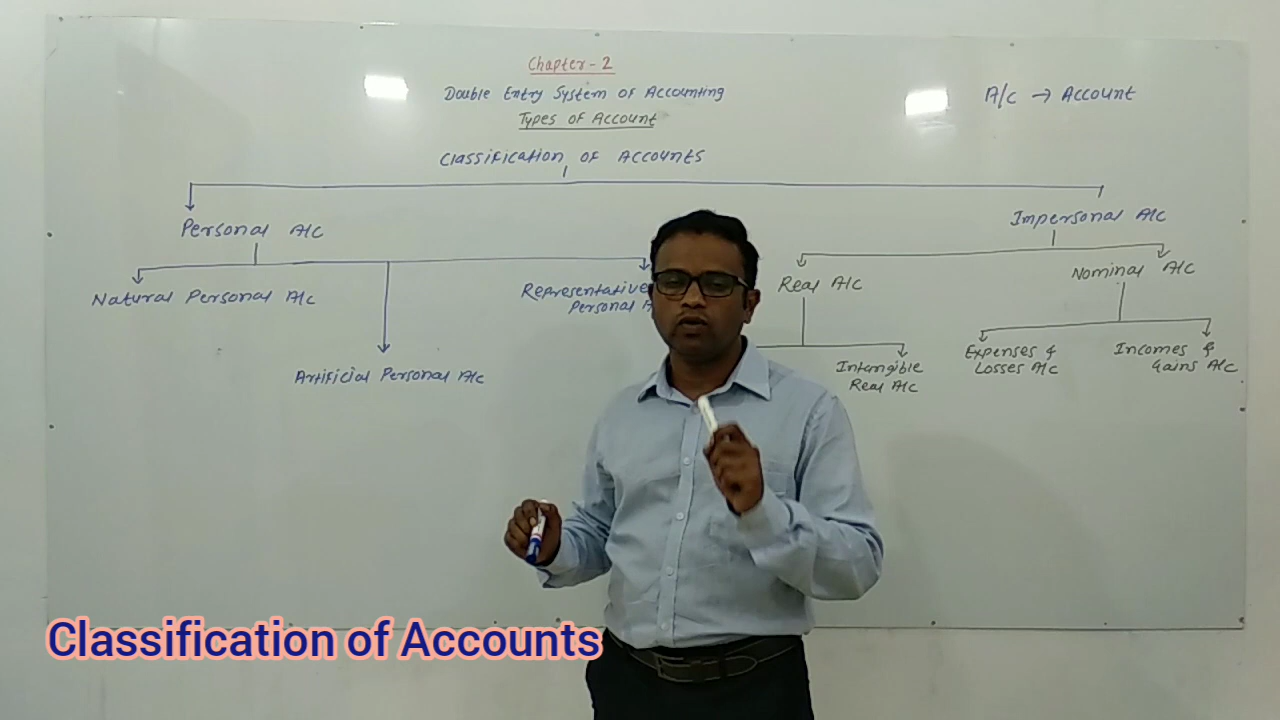 Chapter - 2
Double Entry System of Accounting
A/c → Account
Types of Account
Classification of Accounts
Personal A/c
Impersonal A/c
Natural Personal A/c
Artificial Personal A/c
Representative
Personal
Real A/c
Intangible
Real A/c
Nominal A/c
Expenses &
Losses A/c
Incomes &
Gains A/c.
Classification of Accounts